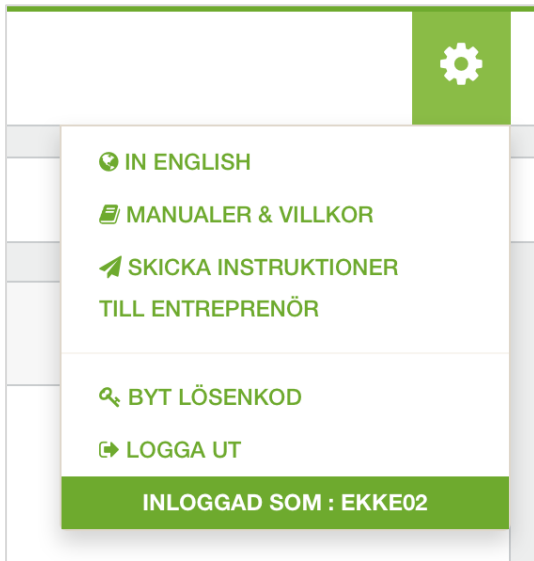 IN ENGLISH
MANUALER & VILLKOR
SKICKA INSTRUKTIONER
TILL ENTREPRENÖR
BYT LÖSENKOD
LOGGA UT
INLOGGAD SOM : EKKE02